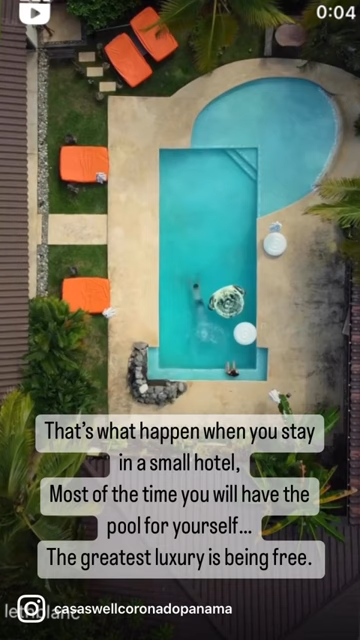 0:04
That's what happen when you stay
in a small hotel,
Most of the time you will have the
pool for yourself...
The greatest luxury is being free.
casaswellcoronadopanama